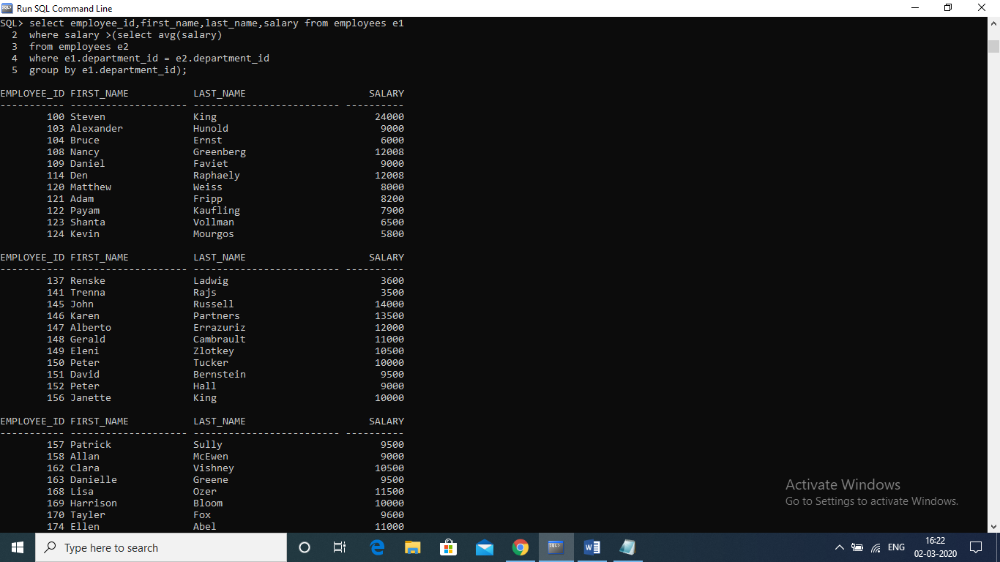 Run SQL Command Line
SQL> select employee_id,first_name,last_name,salary from employees e1
2 where salary >(select avg(salary)
3 from employees e2
4 where e1.department_id = e2.department_id
5 group by e1.department_id);
EMPLOYEE_ID FIRST_NAME LAST_NAME SALARY
----------- -------------------- ------------------------- ----------
100 Steven King 24000
103 Alexander Hunold 9000
104 Bruce Ernst 6000
108 Nancy Greenberg 12008
109 Daniel Faviet 9000
114 Den Raphaely 12008
120 Matthew Weiss 8000
121 Adam Fripp 8200
122 Payam Kaufling 7900
123 Shanta Vollman 6500
124 Kevin Mourgos 5800
EMPLOYEE_ID FIRST_NAME LAST_NAME SALARY
----------- -------------------- ------------------------- ----------
137 Renske Ladwig 3600
141 Trenna Rajs 3500
145 John Russell 14000
146 Karen Partners 13500
147 Alberto Errazuriz 12000
148 Gerald Cambrault 11000
149 Eleni Zlotkey 10500
150 Peter Tucker 10000
151 David Bernstein 9500
152 Peter Hall 9000
156 Janette King 10000
EMPLOYEE_ID FIRST_NAME LAST_NAME SALARY
----------- -------------------- ------------------------- ----------
157 Patrick Sully 9500
158 Allan McEwen 9000
162 Clara Vishney 10500
163 Danielle Greene 9500
168 Lisa Ozer 11500
169 Harrison Bloom 10000
170 Tayler Fox 9600
174 Ellen Abel 11000
Activate Windows
Go to Settings to activate Windows.
Type here to search
ENG
16:22
02-03-2020